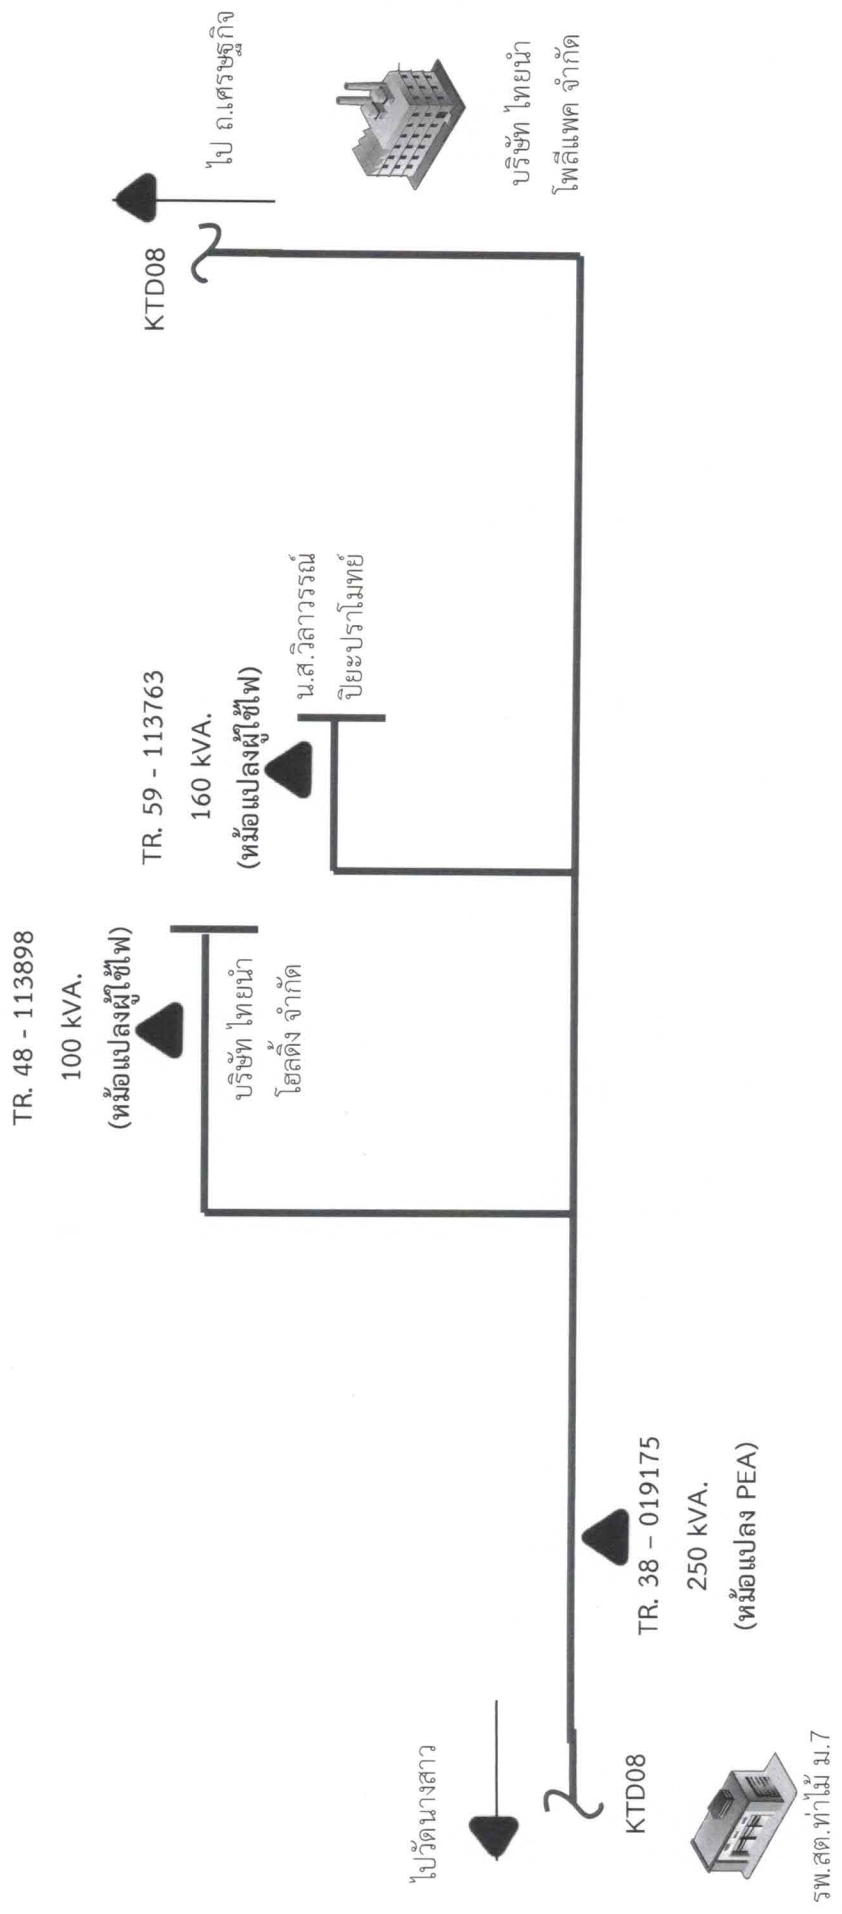 TR. 48 - 113898
100 kVA.
(หม้อแปลงผู้ใช้ไฟ)
บริษัท ไทยนำ
โฮลดิ้ง จำกัด
TR. 59 - 113763
160 kVA.
(หม้อแปลงผู้ใช้ไฟ)
น.ส.วิลาวรรณ์
ปิยะปราโมทย์
KTD08
ไป ถ.เศรษฐกิจ
บริษัท ไทยนำ
โพลีแพค จำกัด
ไปวัดนางสาว
KTD08
รพ.สต.ท่าไม้ ม.7
TR. 38 – 019175
250 kVA.
(หม้อแปลง PEA)